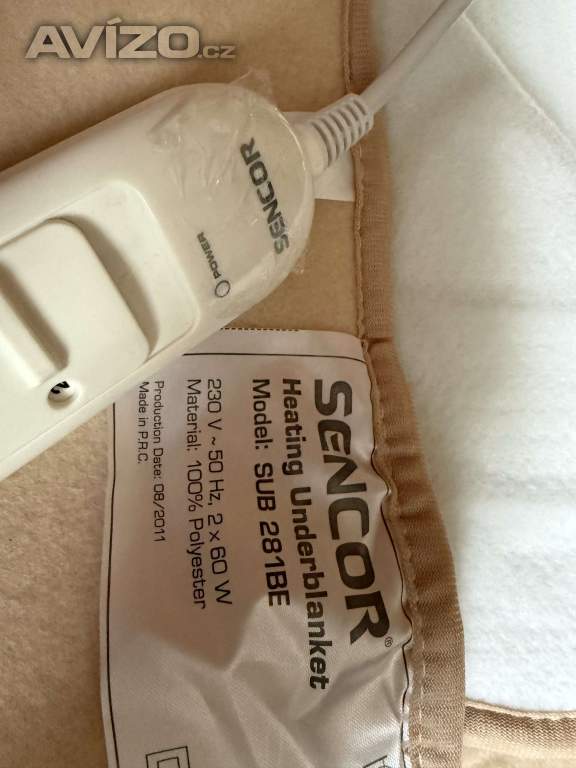 AVÍZO.cz
SENCOR
POWER
SENCOR®
Heating Underblanket
Model: SUB 281BE
230 V ~ 50 Hz, 2 x 60 W
Material: 100% Polyester
Production Date: 08/2011
Made in P.R.C.